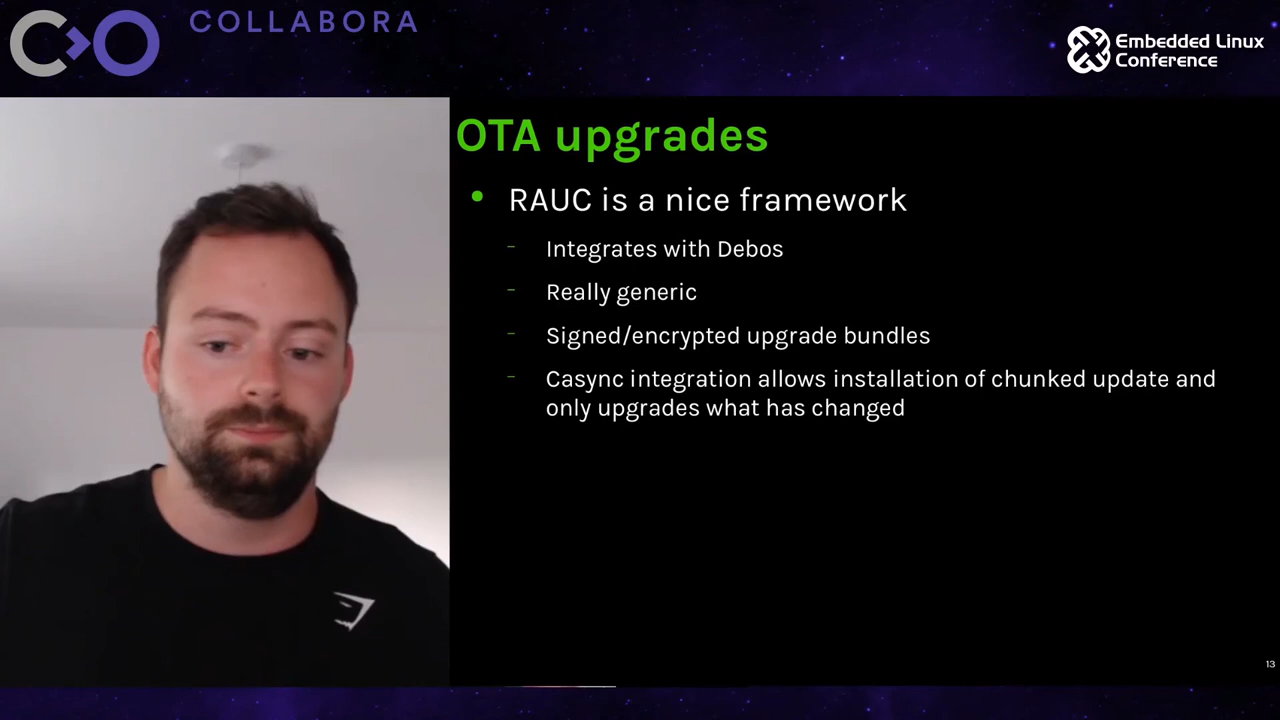 COLLABORA
Embedded Linux
Conference
OTA upgrades
• RAUC is a nice framework
– Integrates with Debos
– Really generic
– Signed/encrypted upgrade bundles
– Casync integration allows installation of chunked update and
only upgrades what has changed
13